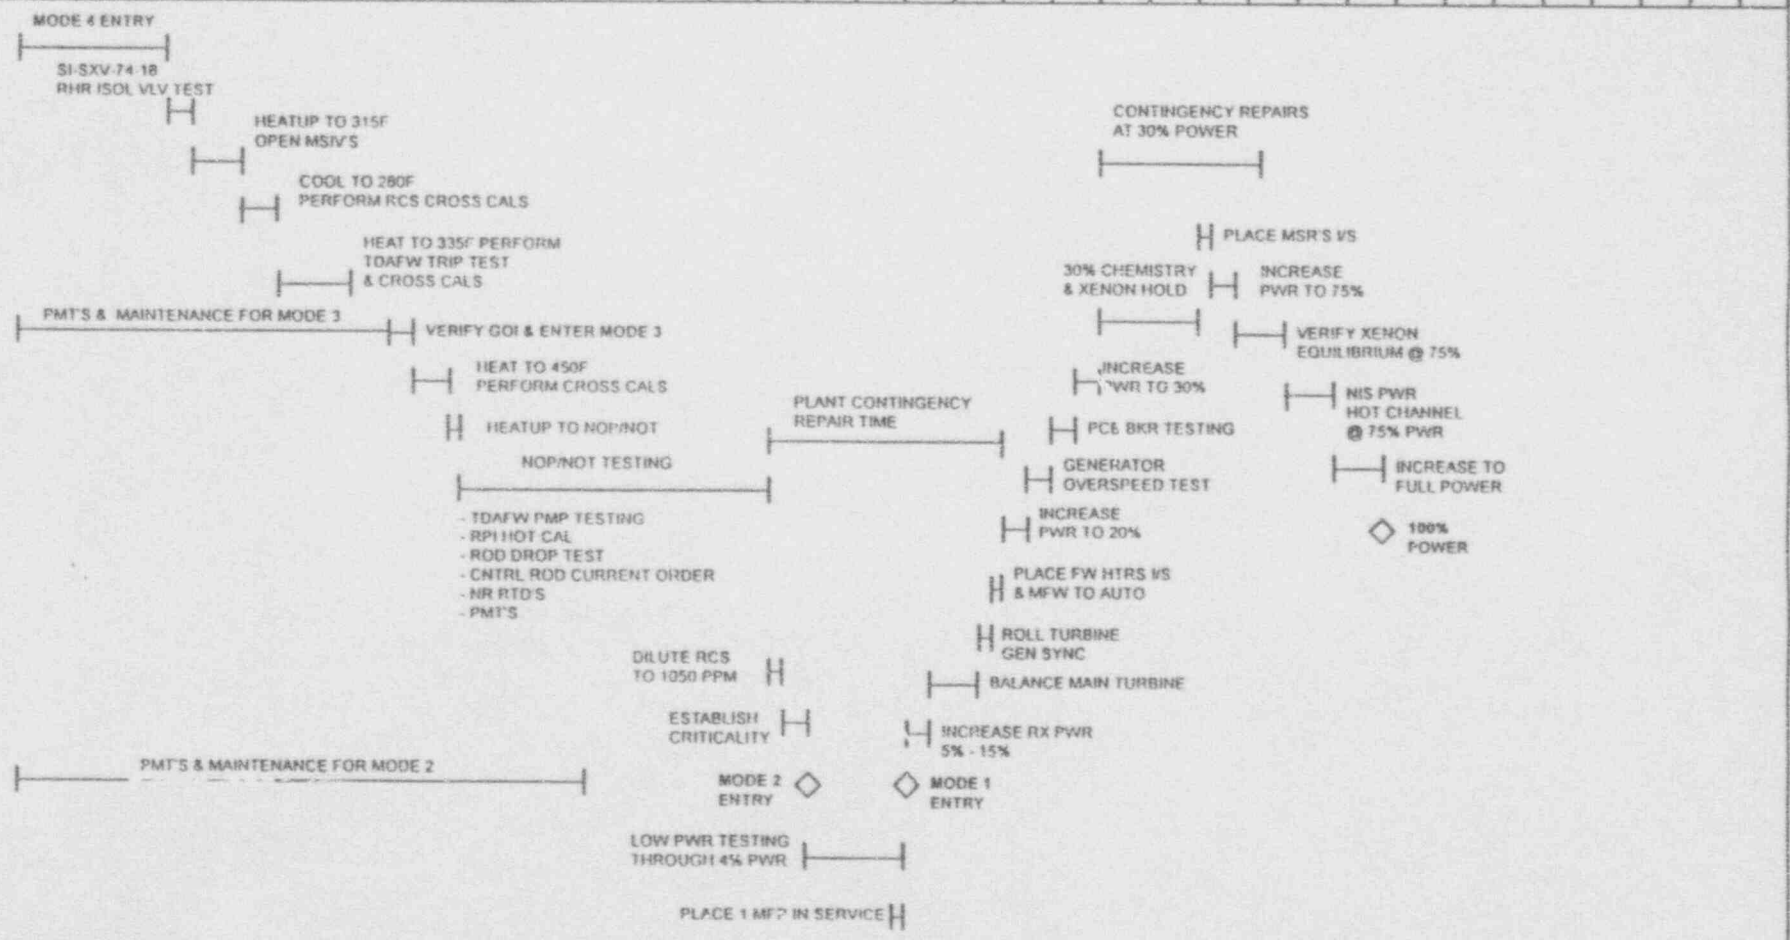 MODE 4 ENTRY
SI-SXV-74-18
RHR ISOL VLV TEST
HEATUP TO 315F
OPEN MSIV'S
COOL TO 280F
PERFORM RCS CROSS CALS
HEAT TO 335F PERFORM
TDAFW TRIP TEST
& CROSS CALS
PMT'S & MAINTENANCE FOR MODE 3
VERIFY GOI & ENTER MODE 3
HEAT TO 450F
PERFORM CROSS CALS
HEATUP TO NOP/NOT
NOP/NOT TESTING
- TDAFW PMP TESTING
- RPI HOT CAL
- ROD DROP TEST
- CNTRL ROD CURRENT ORDER
- NR RTD'S
- PMT'S
PLANT CONTINGENCY
REPAIR TIME
DILUTE RCS
TO 1050 PPM
ESTABLISH
CRITICALITY
PMT'S & MAINTENANCE FOR MODE 2
MODE 2
ENTRY
MODE 1
ENTRY
LOW PWR TESTING
THROUGH 4% PWR
PLACE 1 MFP IN SERVICE
INCREASE RX PWR
5% - 15%
BALANCE MAIN TURBINE
ROLL TURBINE
GEN SYNC
PLACE FW HTRS I/S
& MFW TO AUTO
INCREASE
PWR TO 20%
GENERATOR
OVERSPEED TEST
PCB BKR TESTING
INCREASE
PWR TO 30%
30% CHEMISTRY
& XENON HOLD
CONTINGENCY REPAIRS
AT 30% POWER
PLACE MSR'S I/S
INCREASE
PWR TO 75%
VERIFY XENON
EQUILIBRIUM @ 75%
NIS PWR
HOT CHANNEL
@ 75% PWR
INCREASE TO
FULL POWER
100%
POWER